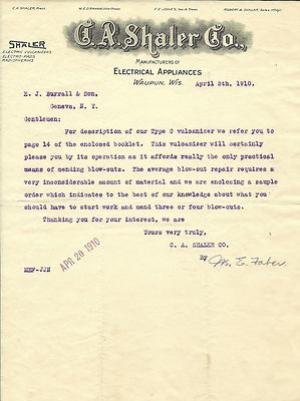 C.A. SHALER, Pres.
SHALER
ELECTRIC VULCANIZERS
ELECTRO-PADS
RADIOPHERES
C.A. Shaler Co.,
MANUFACTURERS OF
ELECTRICAL APPLIANCES
WAUPUN, WIS. April 8th, 1910.
E. J. Burrall & Son.
Geneva, N. Y.
Gentlemen:
For description of our Type C vulcanizer we refer you to
page 14 of the enclosed booklet. This vulcanizer will certainly
please you by its operation as it affords really the only practical
means of mending blow-outs. The average blow-out repair requires a
very inconsiderable amount of material and we are enclosing a sample
order which indicates to the best of our knowledge about what you
should have to start work and mend three or four blow-outs.
Thanking you for your interest, we are
Yours very truly,
C. A. SHALER CO.
BY M. E. Faber
MEF-JJN
APR 20 1910